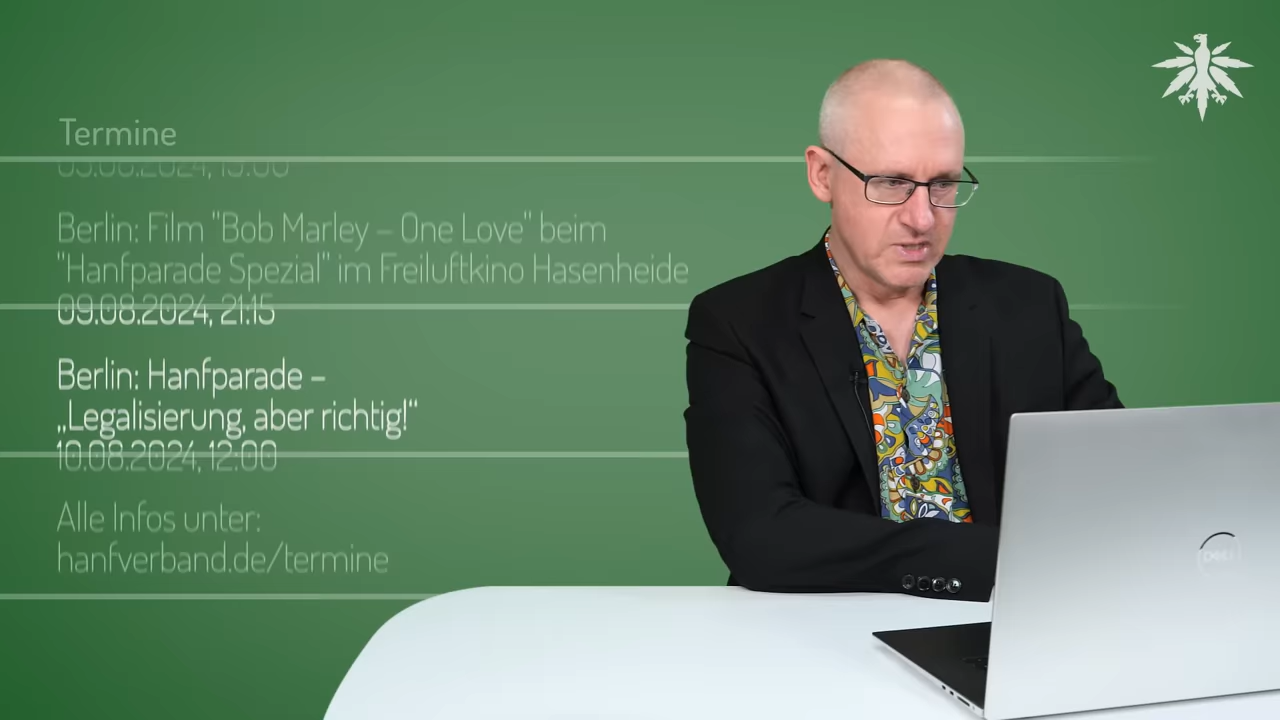 Termine
Berlin: Film "Bob Marley – One Love" beim
"Hanfparade Spezial" im Freiluftkino Hasenheide
09.08.2024, 21:15
Berlin: Hanfparade –
„Legalisierung, aber richtig!“
10.08.2024, 12:00
Alle Infos unter:
hanfverband.de/termine
DELL